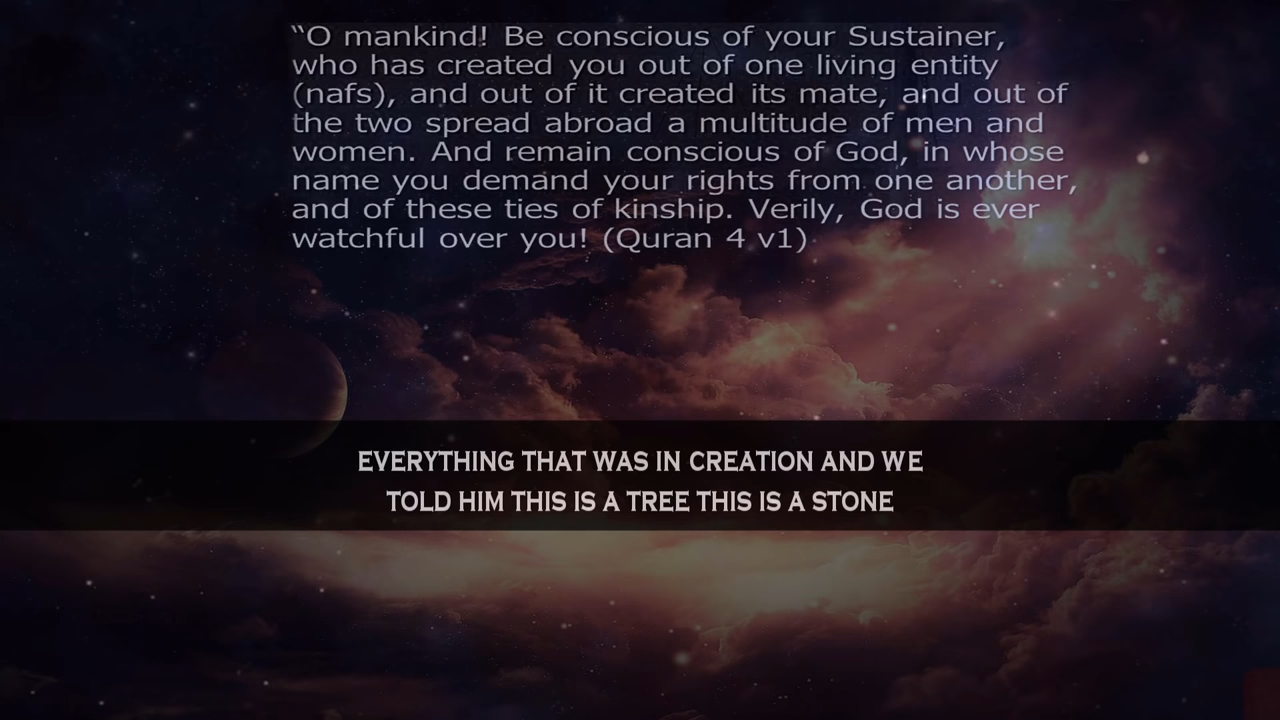 “O mankind! Be conscious of your Sustainer,
who has created you out of one living entity
(nafs), and out of it created its mate, and out of
the two spread abroad a multitude of men and
women. And remain conscious of God, in whose
name you demand your rights from one another,
and of these ties of kinship. Verily, God is ever
watchful over you! (Quran 4 v1)
EVERYTHING THAT WAS IN CREATION AND WE
TOLD HIM THIS IS A TREE THIS IS A STONE